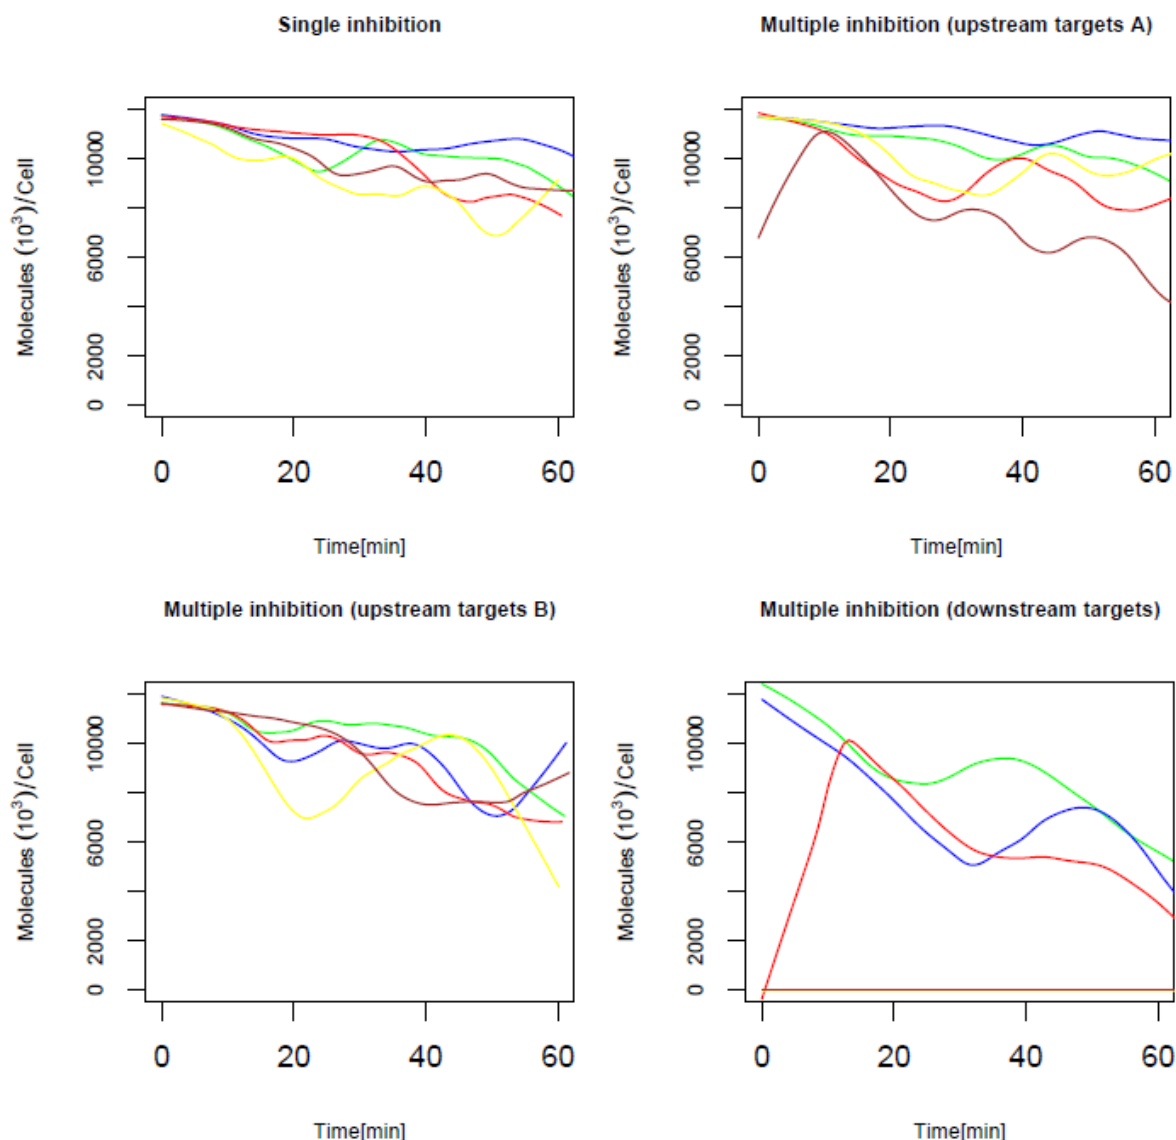 Single inhibition
Multiple inhibition (upstream targets A)
Molecules (10³)/Cell
0
2000
6000
10000
0
20
40
60
Time[min]
Molecules (10³)/Cell
0
2000
6000
10000
0
20
40
60
Time[min]
Multiple inhibition (upstream targets B)
Multiple inhibition (downstream targets)
Molecules (10³)/Cell
0
2000
6000
10000
0
20
40
60
Time[min]
Molecules (10³)/Cell
0
2000
6000
10000
0
20
40
60
Time[min]